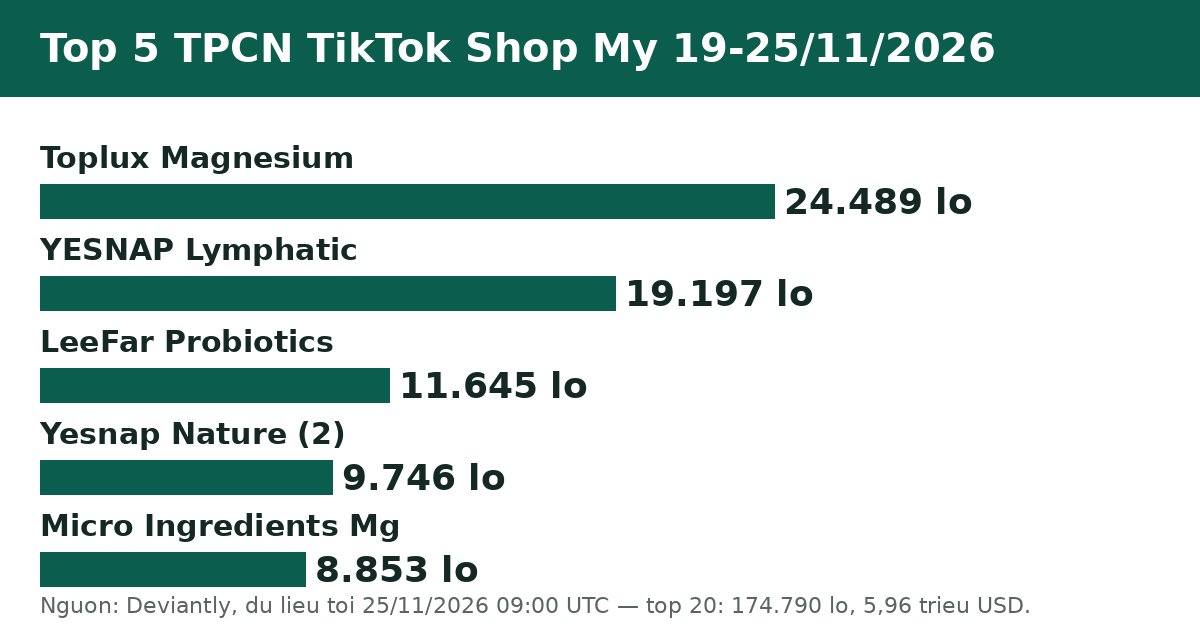 Top 5 TPCN TikTok Shop My 19-25/11/2026
Toplux Magnesium
24.489 lo
YESNAP Lymphatic
19.197 lo
LeeFar Probiotics
11.645 lo
Yesnap Nature (2)
9.746 lo
Micro Ingredients Mg
8.853 lo
Nguon: Deviantly, du lieu toi 25/11/2026 09:00 UTC — top 20: 174.790 lo, 5,96 trieu USD.